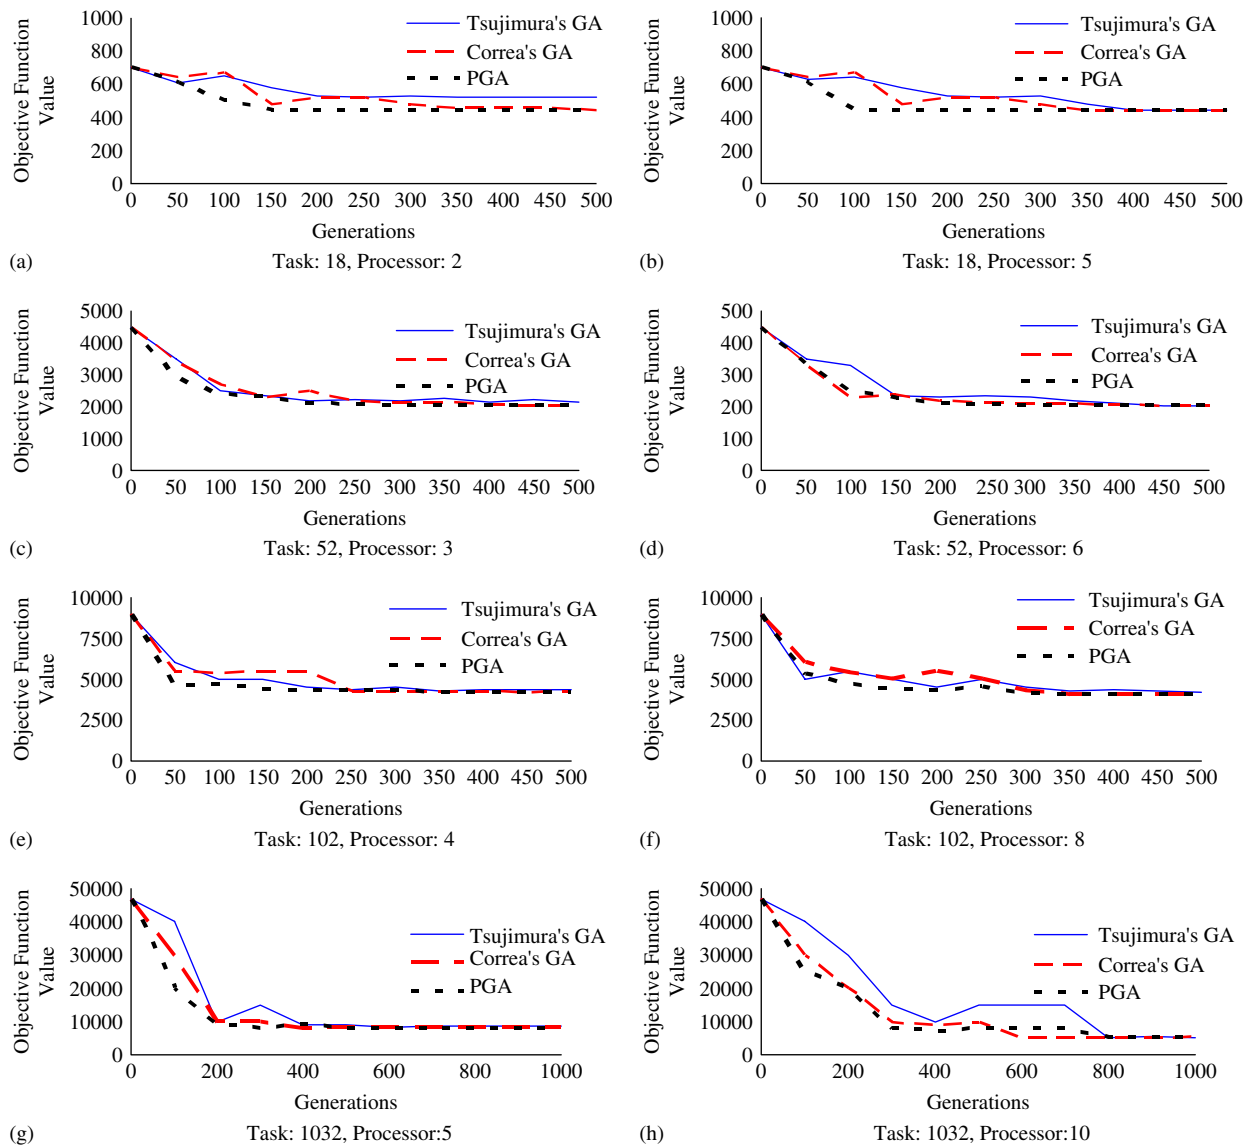 Objective Function
Value
1000
800
600
400
200
0
Tsujimura's GA
Correa's GA
PGA
0 50 100 150 200 250 300 350 400 450 500
Generations
(a) Task: 18, Processor: 2
Objective Function
Value
1000
800
600
400
200
0
Tsujimura's GA
Correa's GA
PGA
0 50 100 150 200 250 300 350 400 450 500
Generations
(b) Task: 18, Processor: 5
Objective Function
Value
5000
4000
3000
2000
1000
0
Tsujimura's GA
Correa's GA
PGA
0 50 100 150 200 250 300 350 400 450 500
Generations
(c) Task: 52, Processor: 3
Objective Function
Value
500
400
300
200
100
0
Tsujimura's GA
Correa's GA
PGA
0 50 100 150 200 250 300 350 400 450 500
Generations
(d) Task: 52, Processor: 6
Objective Function
Value
10000
7500
5000
2500
0
Tsujimura's GA
Correa's GA
PGA
0 50 100 150 200 250 300 350 400 450 500
Generations
(e) Task: 102, Processor: 4
Objective Function
Value
10000
7500
5000
2500
0
Tsujimura's GA
Correa's GA
PGA
0 50 100 150 200 250 300 350 400 450 500
Generations
(f) Task: 102, Processor: 8
Objective Function
Value
50000
40000
30000
20000
10000
0
Tsujimura's GA
Correa's GA
PGA
0 200 400 600 800 1000
Generations
(g) Task: 1032, Processor:5
Objective Function
Value
50000
40000
30000
20000
10000
0
Tsujimura's GA
Correa's GA
PGA
0 200 400 600 800 1000
Generations
(h) Task: 1032, Processor:10